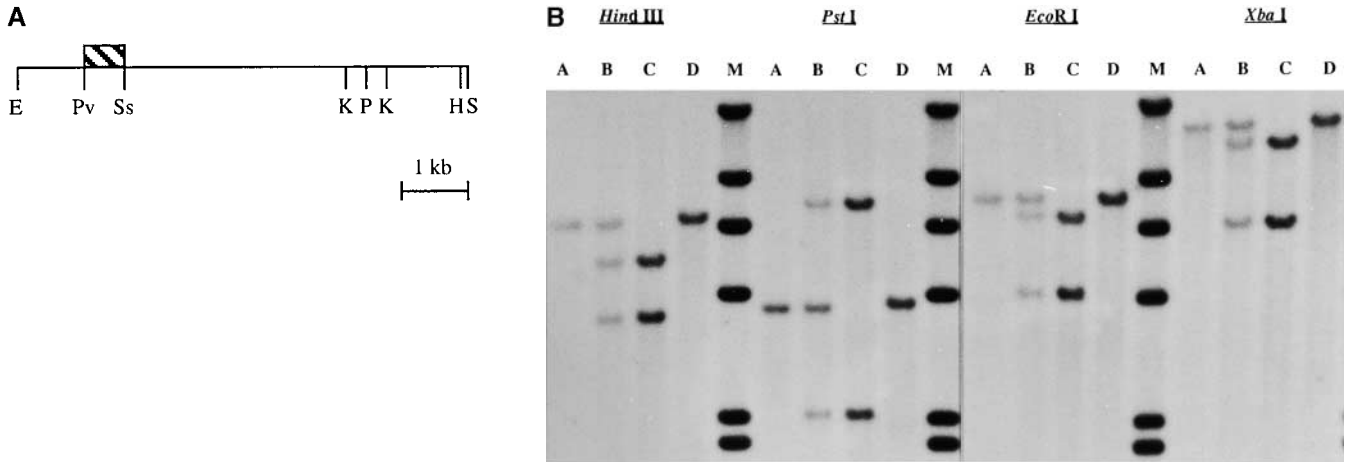 A
E Pv Ss K P K H S
1 kb
B
Hind III Pst I EcoR I Xba I
A B C D M A B C D M A B C D M A B C D